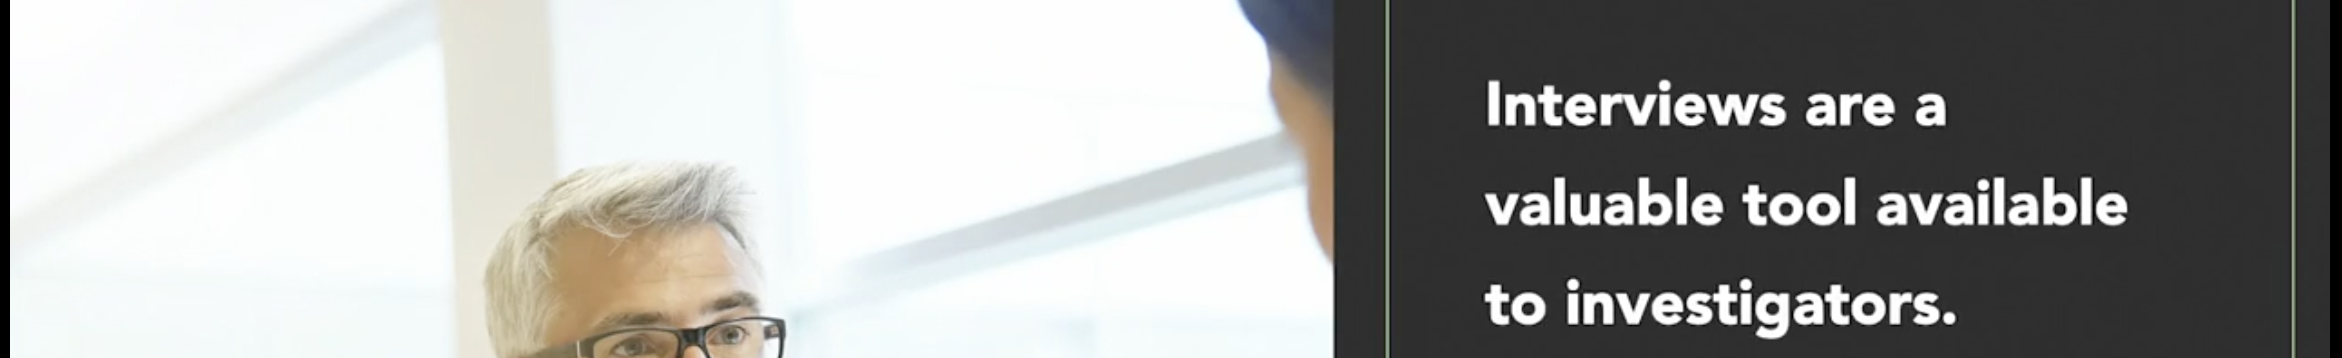 Interviews are a
valuable tool available
to investigators.